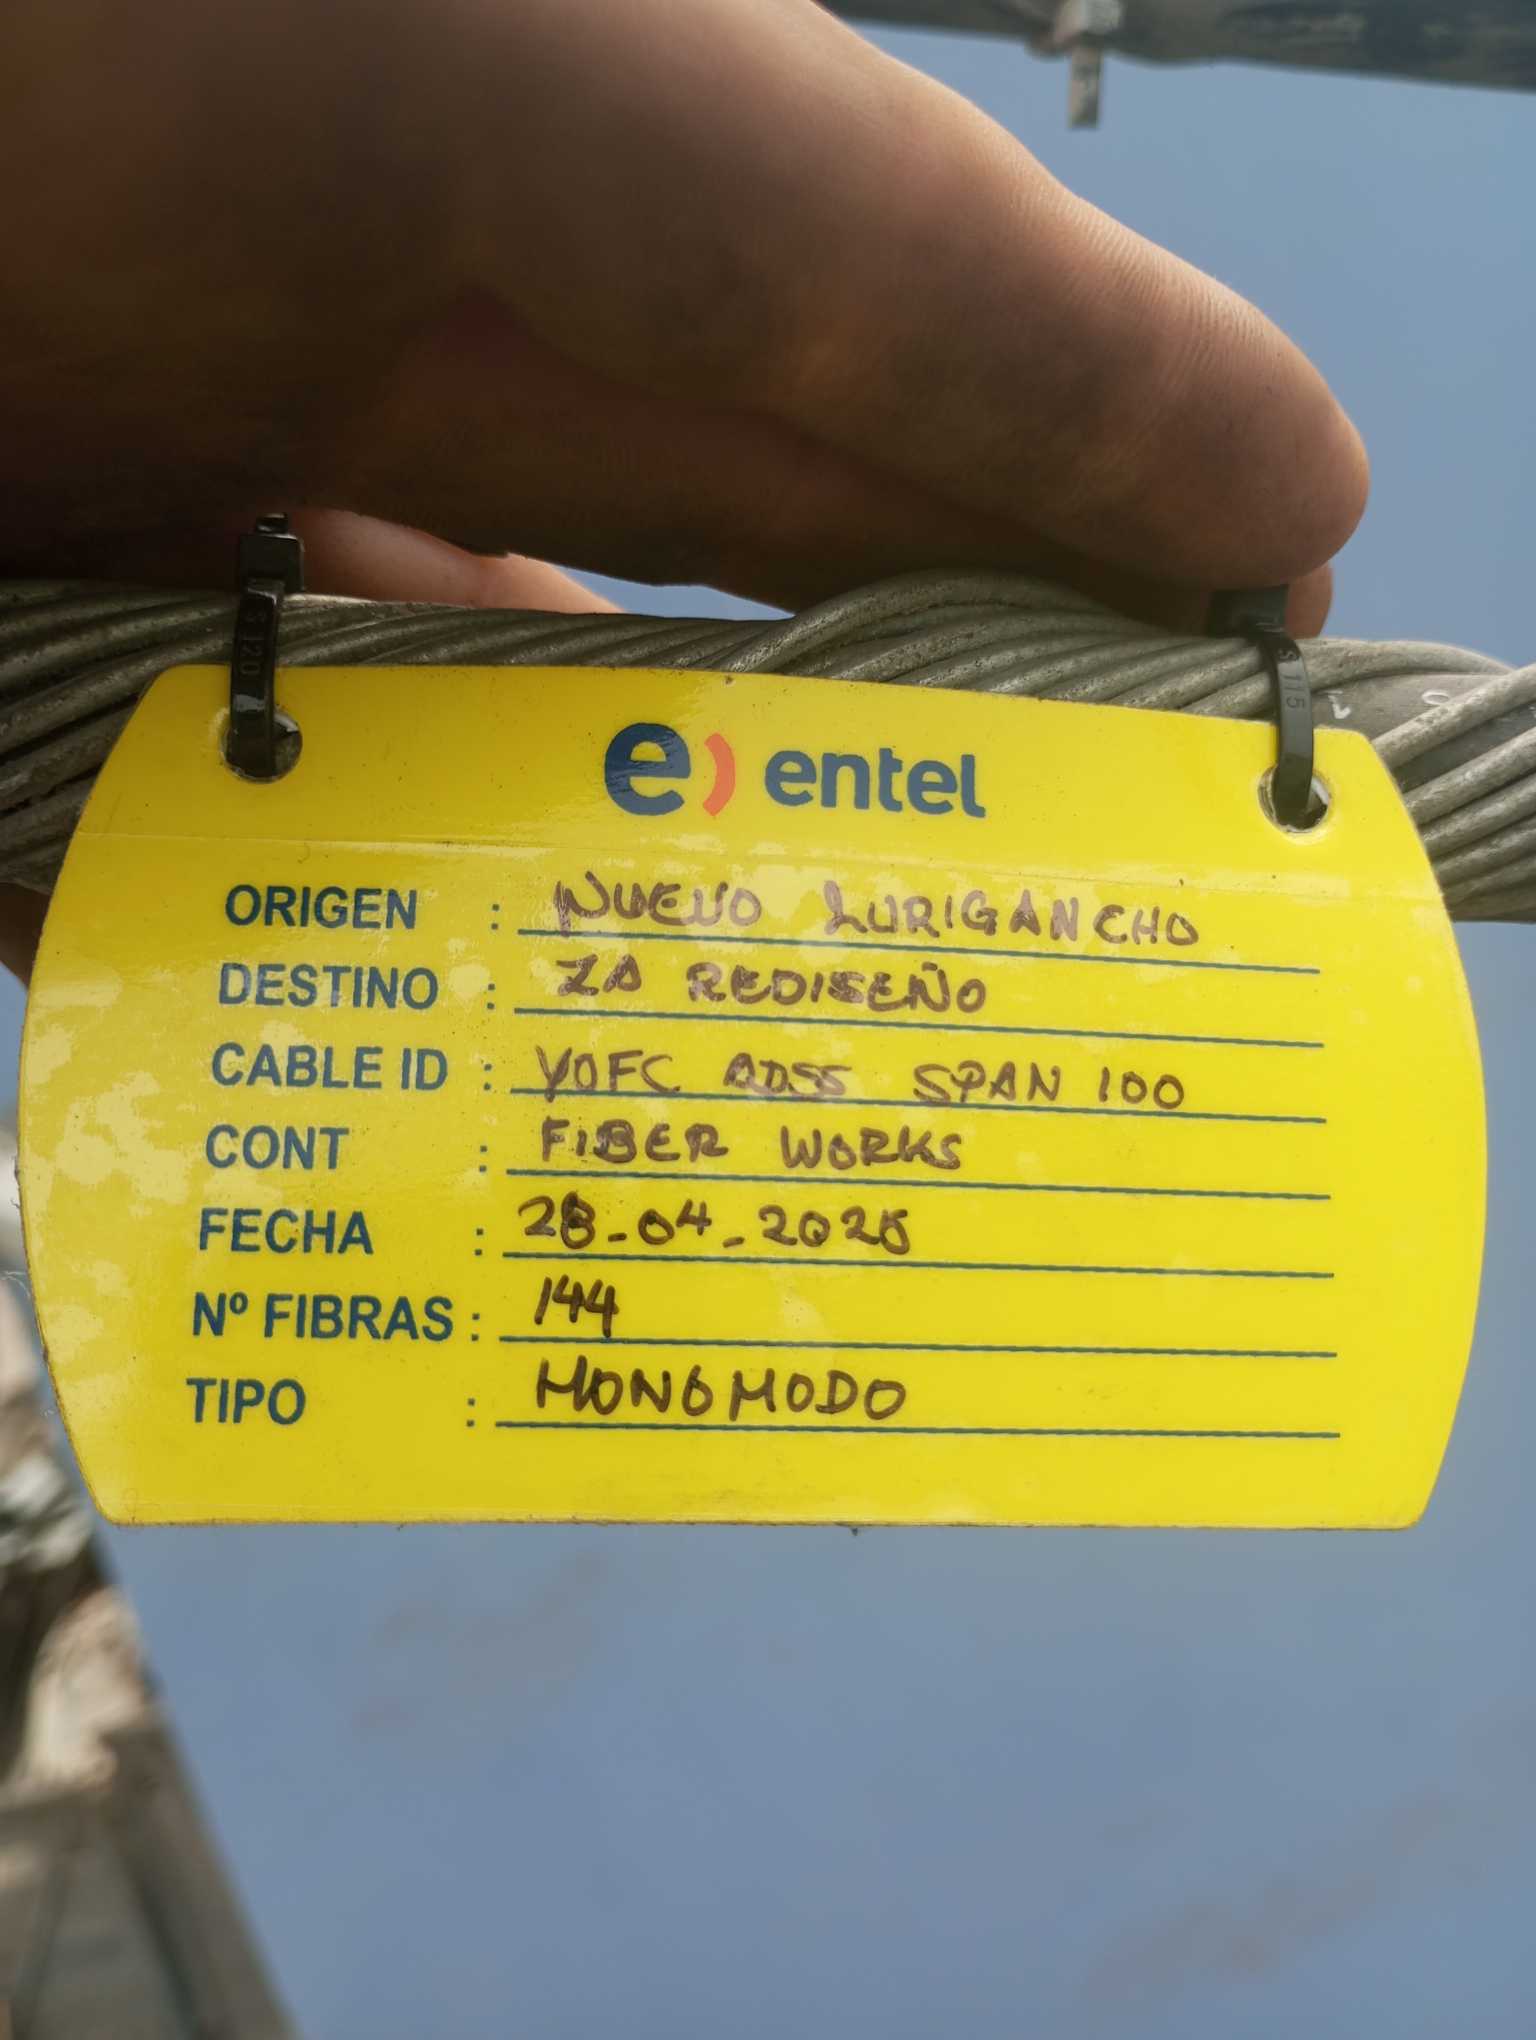 e) entel
ORIGEN : NUEVO LURIGANCHO
DESTINO : ZA REDISEÑO
CABLE ID : YOFC ADSS SPAN 100
CONT : FIBER WORKS
FECHA : 28-04-2025
Nº FIBRAS : 144
TIPO : MONOMODO